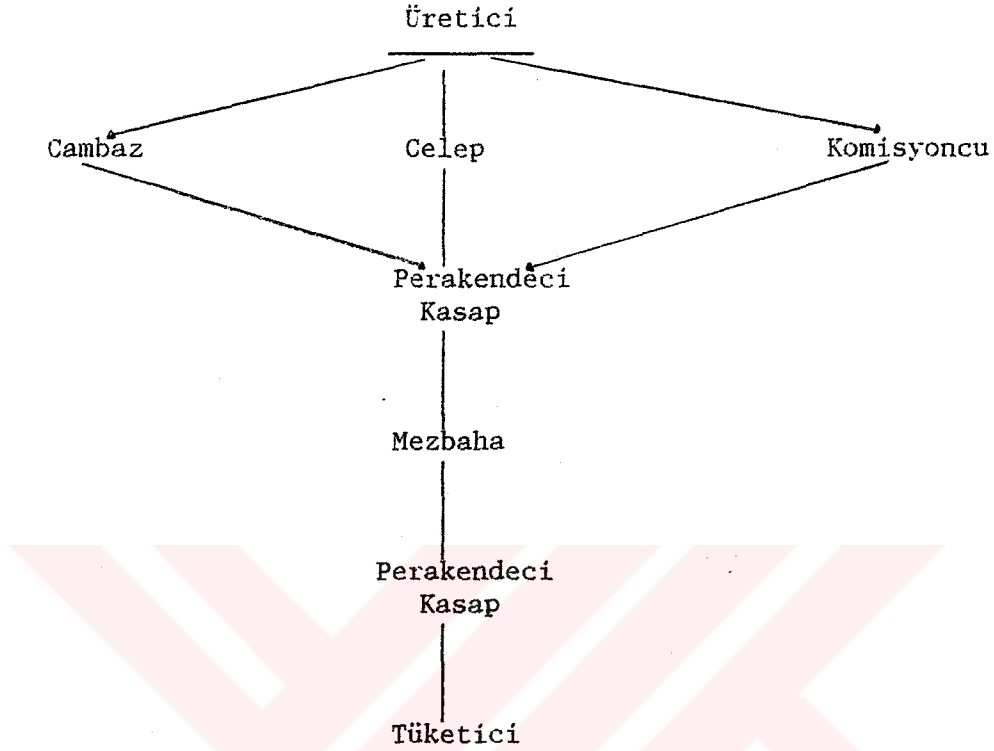 Üretici
Cambaz Celep Komisyoncu
Perakendeci
Kasap
Mezbaha
Perakendeci
Kasap
Tüketici